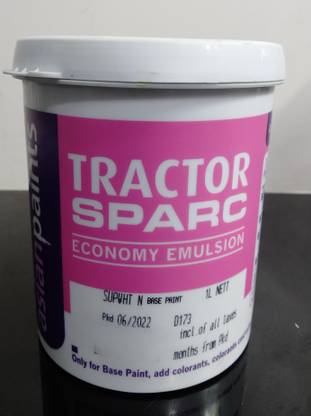 asianpaints
TRACTOR
SPARC
ECONOMY EMULSION
SUPWHT N BASE PAINT 1L NETT
Pkd 06/2022 D173
incl of all taxes
months from Pkd
Only for Base Paint, add colorants, colorants